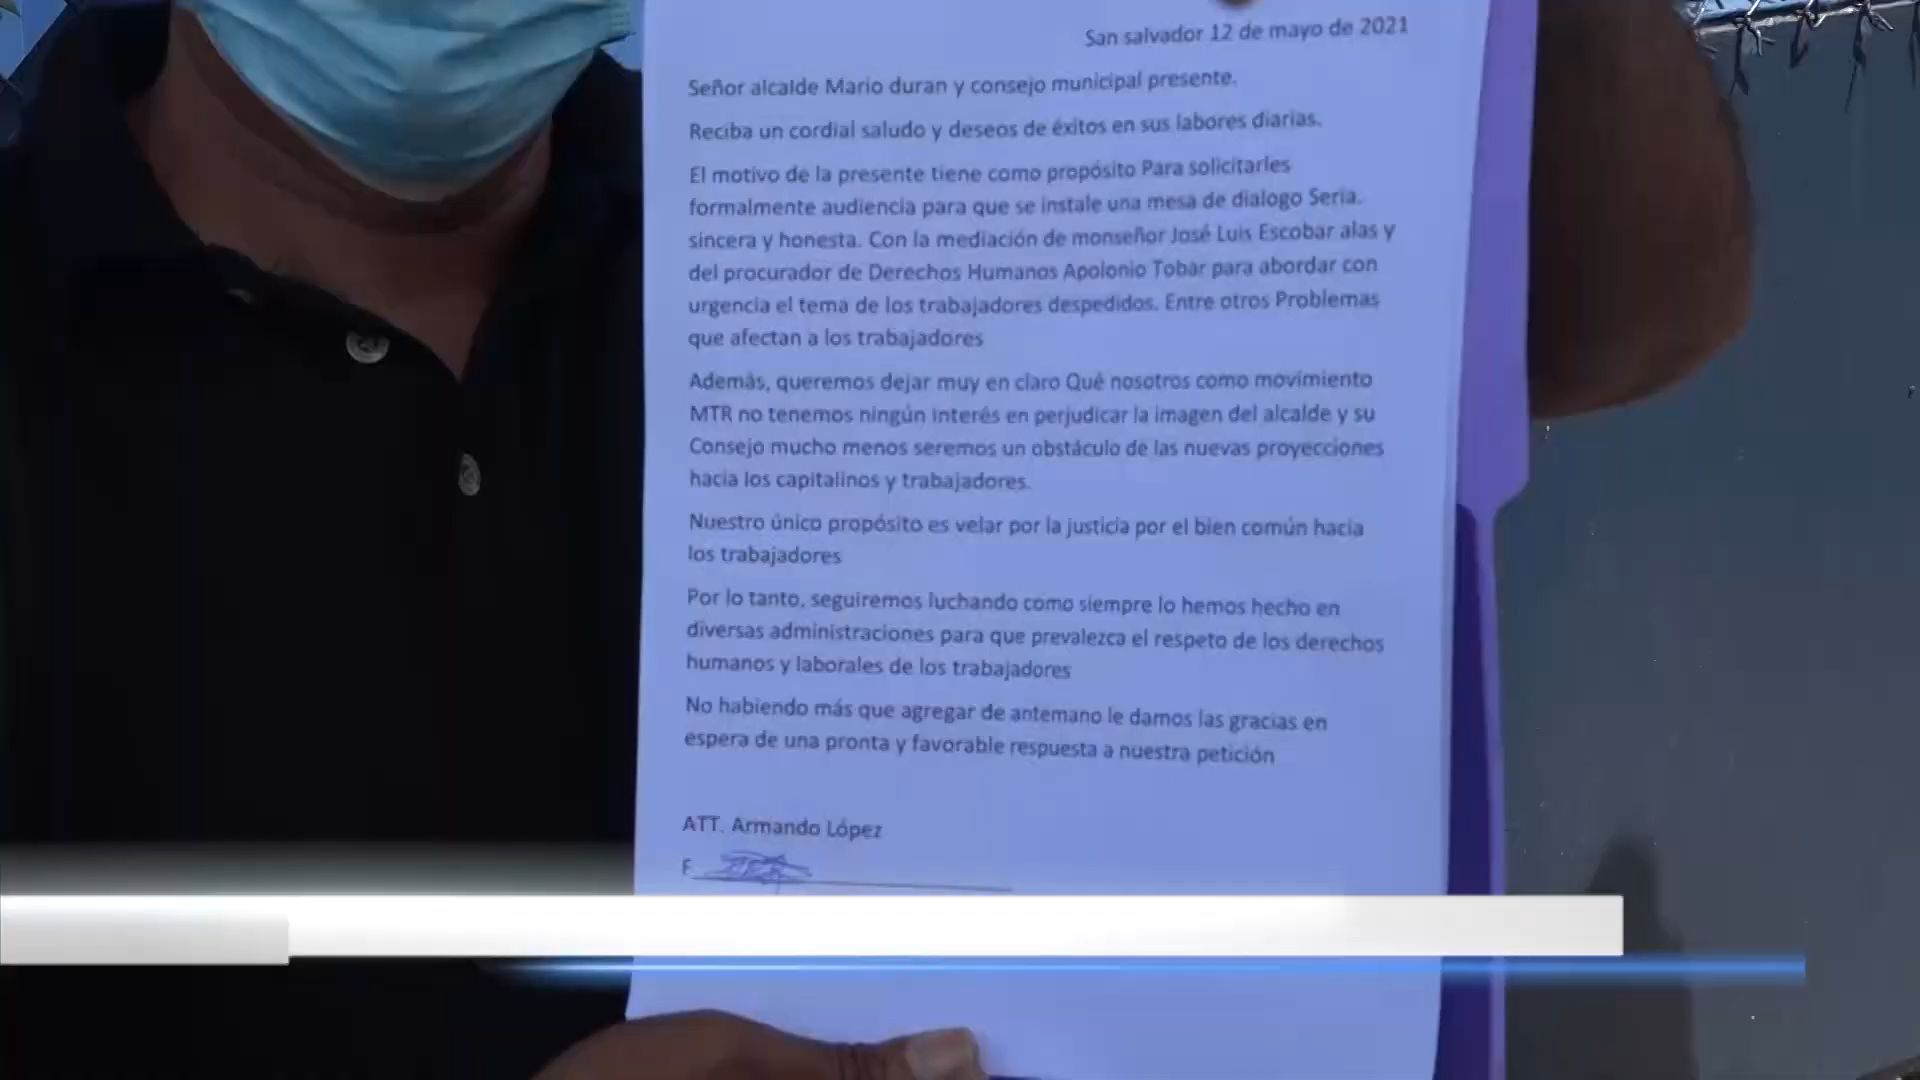 San salvador 12 de mayo de 2021
Señor alcalde Mario duran y consejo municipal presente.
Reciba un cordial saludo y deseos de éxitos en sus labores diarias.
El motivo de la presente tiene como propósito Para solicitarles
formalmente audiencia para que se instale una mesa de dialogo Seria.
sincera y honesta. Con la mediación de monseñor José Luis Escobar alas y
del procurador de Derechos Humanos Apolonio Tobar para abordar con
urgencia el tema de los trabajadores despedidos. Entre otros Problemas
que afectan a los trabajadores
Además, queremos dejar muy en claro Qué nosotros como movimiento
MTR no tenemos ningún interés en perjudicar la imagen del alcalde y su
Consejo mucho menos seremos un obstáculo de las nuevas proyecciones
hacia los capitalinos y trabajadores.
Nuestro único propósito es velar por la justicia por el bien común hacia
los trabajadores
Por lo tanto, seguiremos luchando como siempre lo hemos hecho en
diversas administraciones para que prevalezca el respeto de los derechos
humanos y laborales de los trabajadores
No habiendo más que agregar de antemano le damos las gracias en
espera de una pronta y favorable respuesta a nuestra petición
ATT. Armando López
F.